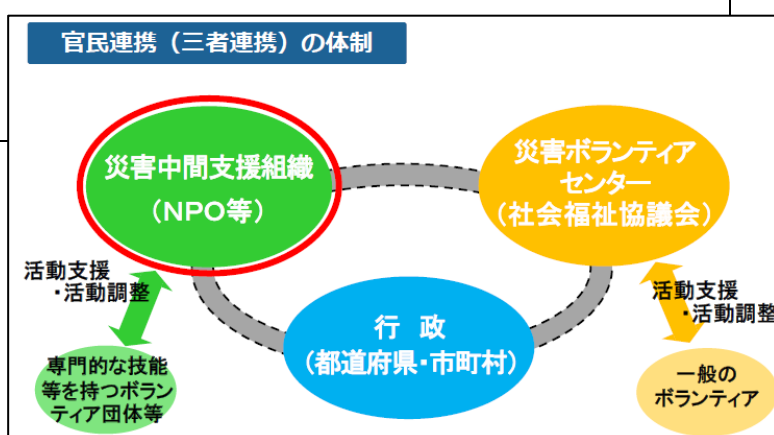 官民連携（三者連携）の体制
災害中間支援組織
（NPO等）
災害ボランティア
センター
（社会福祉協議会）
活動支援
・活動調整
行　政
（都道府県・市町村）
活動支援
・活動調整
専門的な技能
等を持つボラン
ティア団体等
一般の
ボランティア